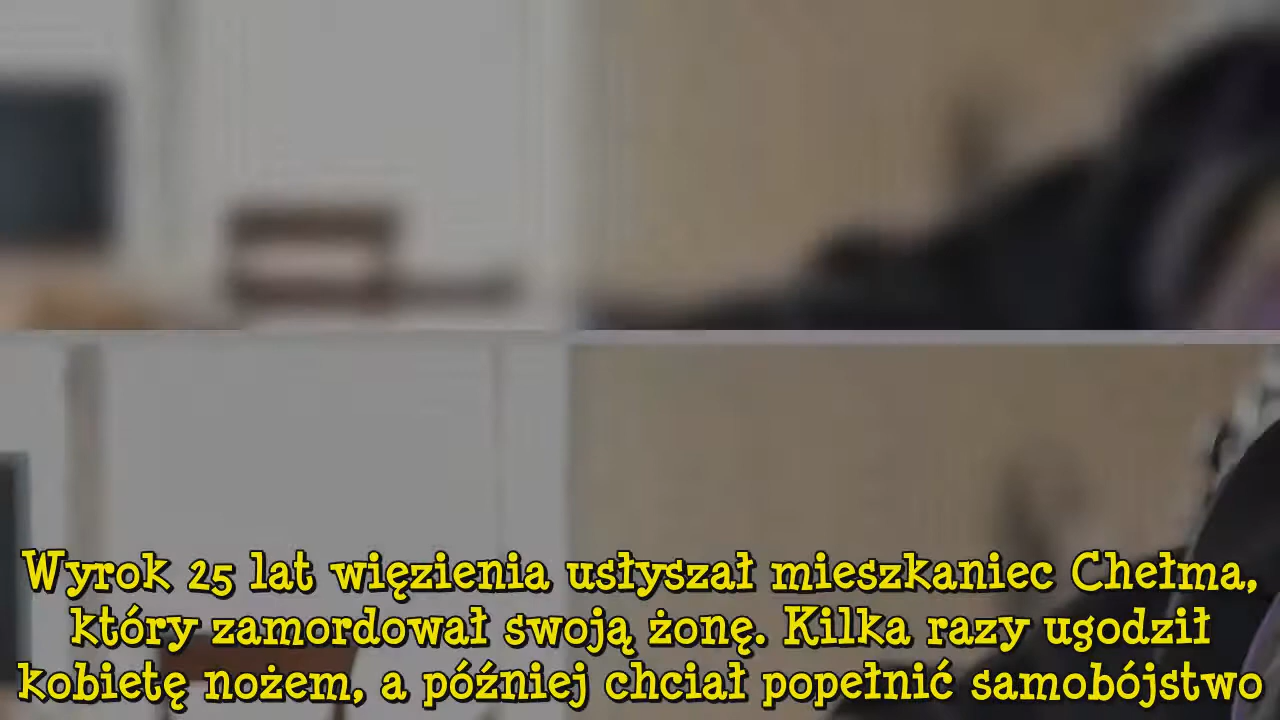 Wyrok 25 lat więzienia usłyszał mieszkaniec Chełma,
który zamordował swoją żonę. Kilka razy ugodził
kobietę nożem, a później chciał popełnić samobójstwo